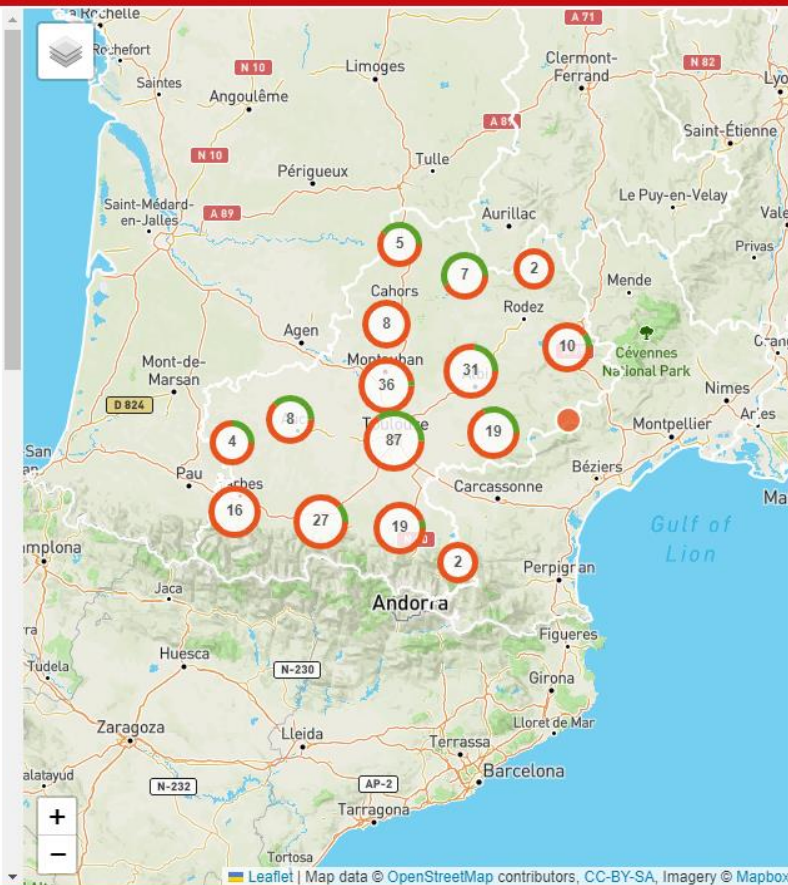 La Rochelle
A 71
Rochefort
Clermont-
Ferrand
N 10
Limoges
N 82
Saintes
Angoulême
A 89
Saint-Étienne
N 10
Tulle
Périgueux
Saint-Médard-
en-Jalles
A 89
Aurillac
Le Puy-en-Velay
Privas
5
7
2
Mende
Cahors
Rodez
8
Agen
10
Cévennes
National Park
Mont-de-
Marsan
Montauban
31
36
Nimes
D 824
8
Arles
Toulouse
4
87
19
Montpellier
Pau
Béziers
Carcassonne
16
27
19
Gulf of
Lion
2
Perpignan
Jaca
Andorra
Figueres
Huesca
Tudela
N-230
Girona
Zaragoza
Lleida
Lloret de Mar
Terrassa
Barcelona
N-232
AP-2
Tarragona
+
−
Tortosa
Leaflet | Map data © OpenStreetMap contributors, CC-BY-SA, Imagery © Mapbox